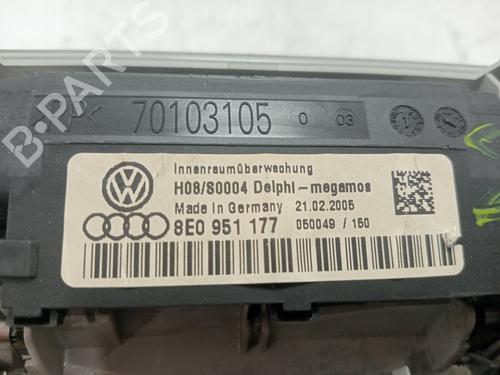 70103105 0 03
Innenraumüberwachung
H08/S0004 Delphi-megamos
Made in Germany 21.02.2005
8E0 951 177 050049 / 150
B-PARTS